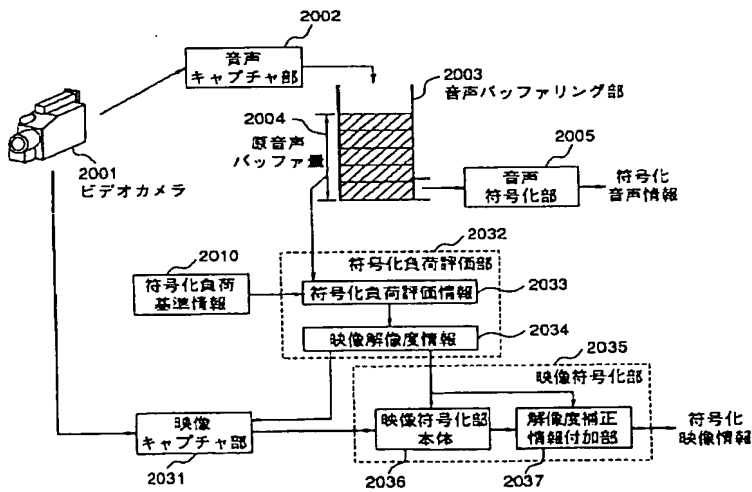 2002
音声
キャプチャ部
2003
音声バッファリング部
2004
原音声
バッファ量
2001
ビデオカメラ
2005
音声
符号化部
符号化
音声情報
2032
符号化負荷評価部
2010
符号化負荷
基準情報
符号化負荷評価情報
2033
映像解像度情報
2034
2035
映像符号化部
映像
キャプチャ部
2031
映像符号化部
本体
2036
解像度補正
情報付加部
2037
符号化
映像情報